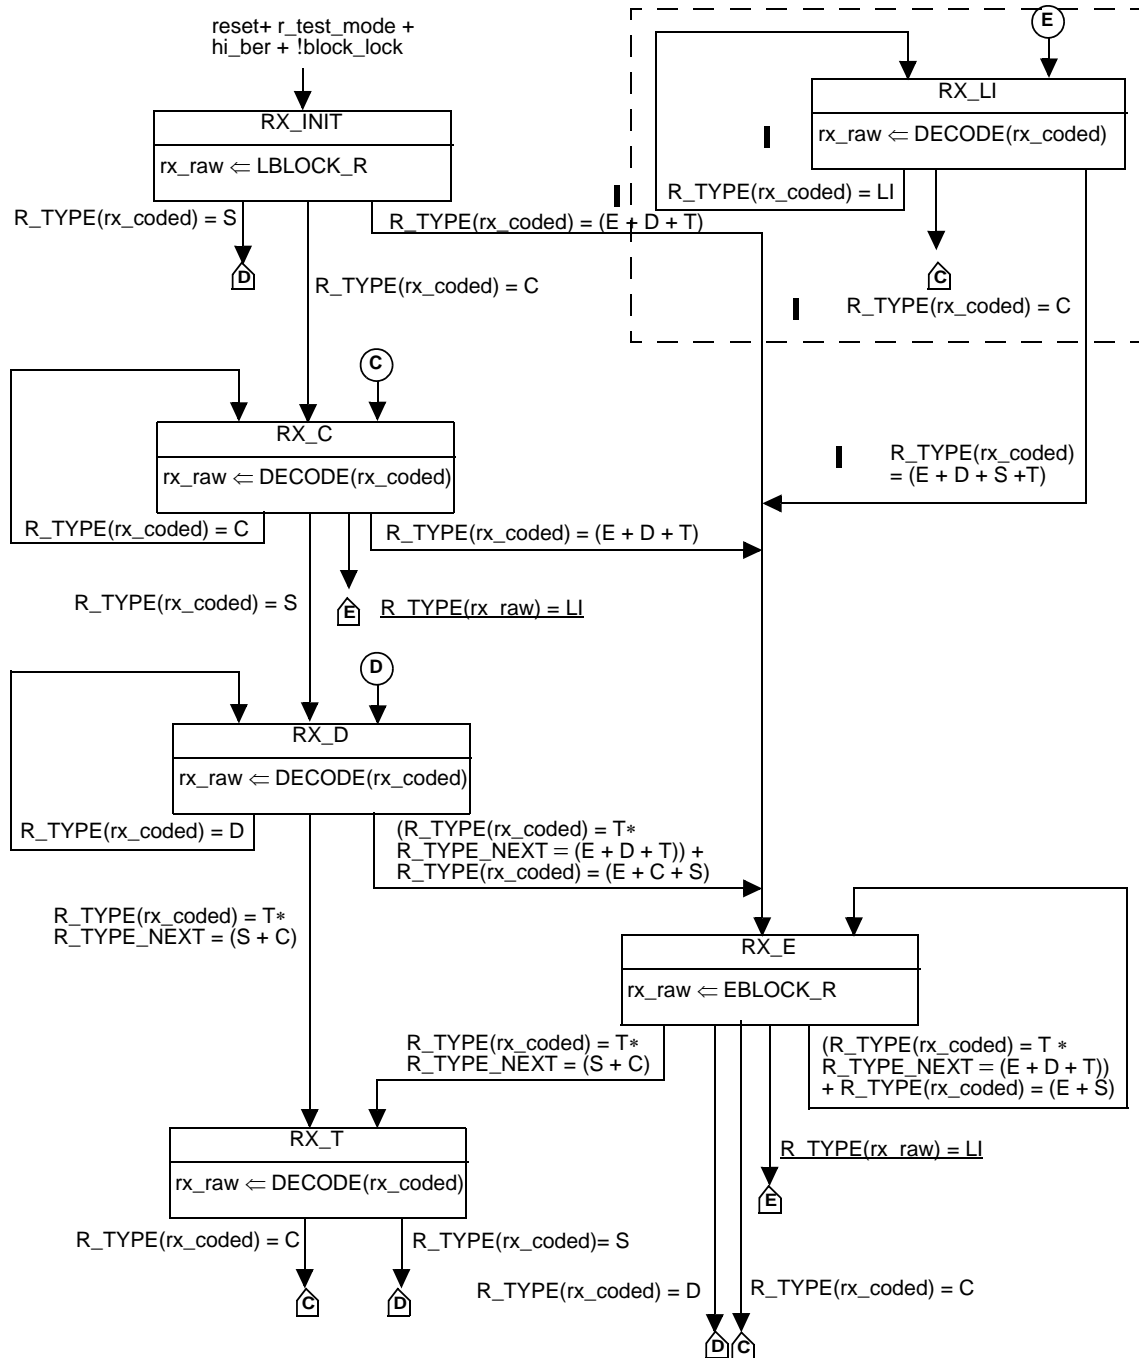 reset+ r_test_mode +
hi_ber + !block_lock
RX_INIT
rx_raw ⇐ LBLOCK_R
R_TYPE(rx_coded) = S
D
R_TYPE(rx_coded) = C
R_TYPE(rx_coded) = (E + D + T)
E
RX_LI
rx_raw ⇐ DECODE(rx_coded)
R_TYPE(rx_coded) = LI
C
R_TYPE(rx_coded) = C
R_TYPE(rx_coded)
= (E + D + S +T)
C
RX_C
rx_raw ⇐ DECODE(rx_coded)
R_TYPE(rx_coded) = C
R_TYPE(rx_coded) = (E + D + T)
R_TYPE(rx_coded) = S
E
R_TYPE(rx_raw) = LI
D
RX_D
rx_raw ⇐ DECODE(rx_coded)
R_TYPE(rx_coded) = D
(R_TYPE(rx_coded) = T*
R_TYPE_NEXT = (E + D + T)) +
R_TYPE(rx_coded) = (E + C + S)
R_TYPE(rx_coded) = T*
R_TYPE_NEXT = (S + C)
RX_E
rx_raw ⇐ EBLOCK_R
R_TYPE(rx_coded) = T*
R_TYPE_NEXT = (S + C)
(R_TYPE(rx_coded) = T *
R_TYPE_NEXT = (E + D + T))
+ R_TYPE(rx_coded) = (E + S)
R_TYPE(rx_raw) = LI
E
RX_T
rx_raw ⇐ DECODE(rx_coded)
R_TYPE(rx_coded) = C
R_TYPE(rx_coded)= S
C
D
R_TYPE(rx_coded) = D
R_TYPE(rx_coded) = C
D
C